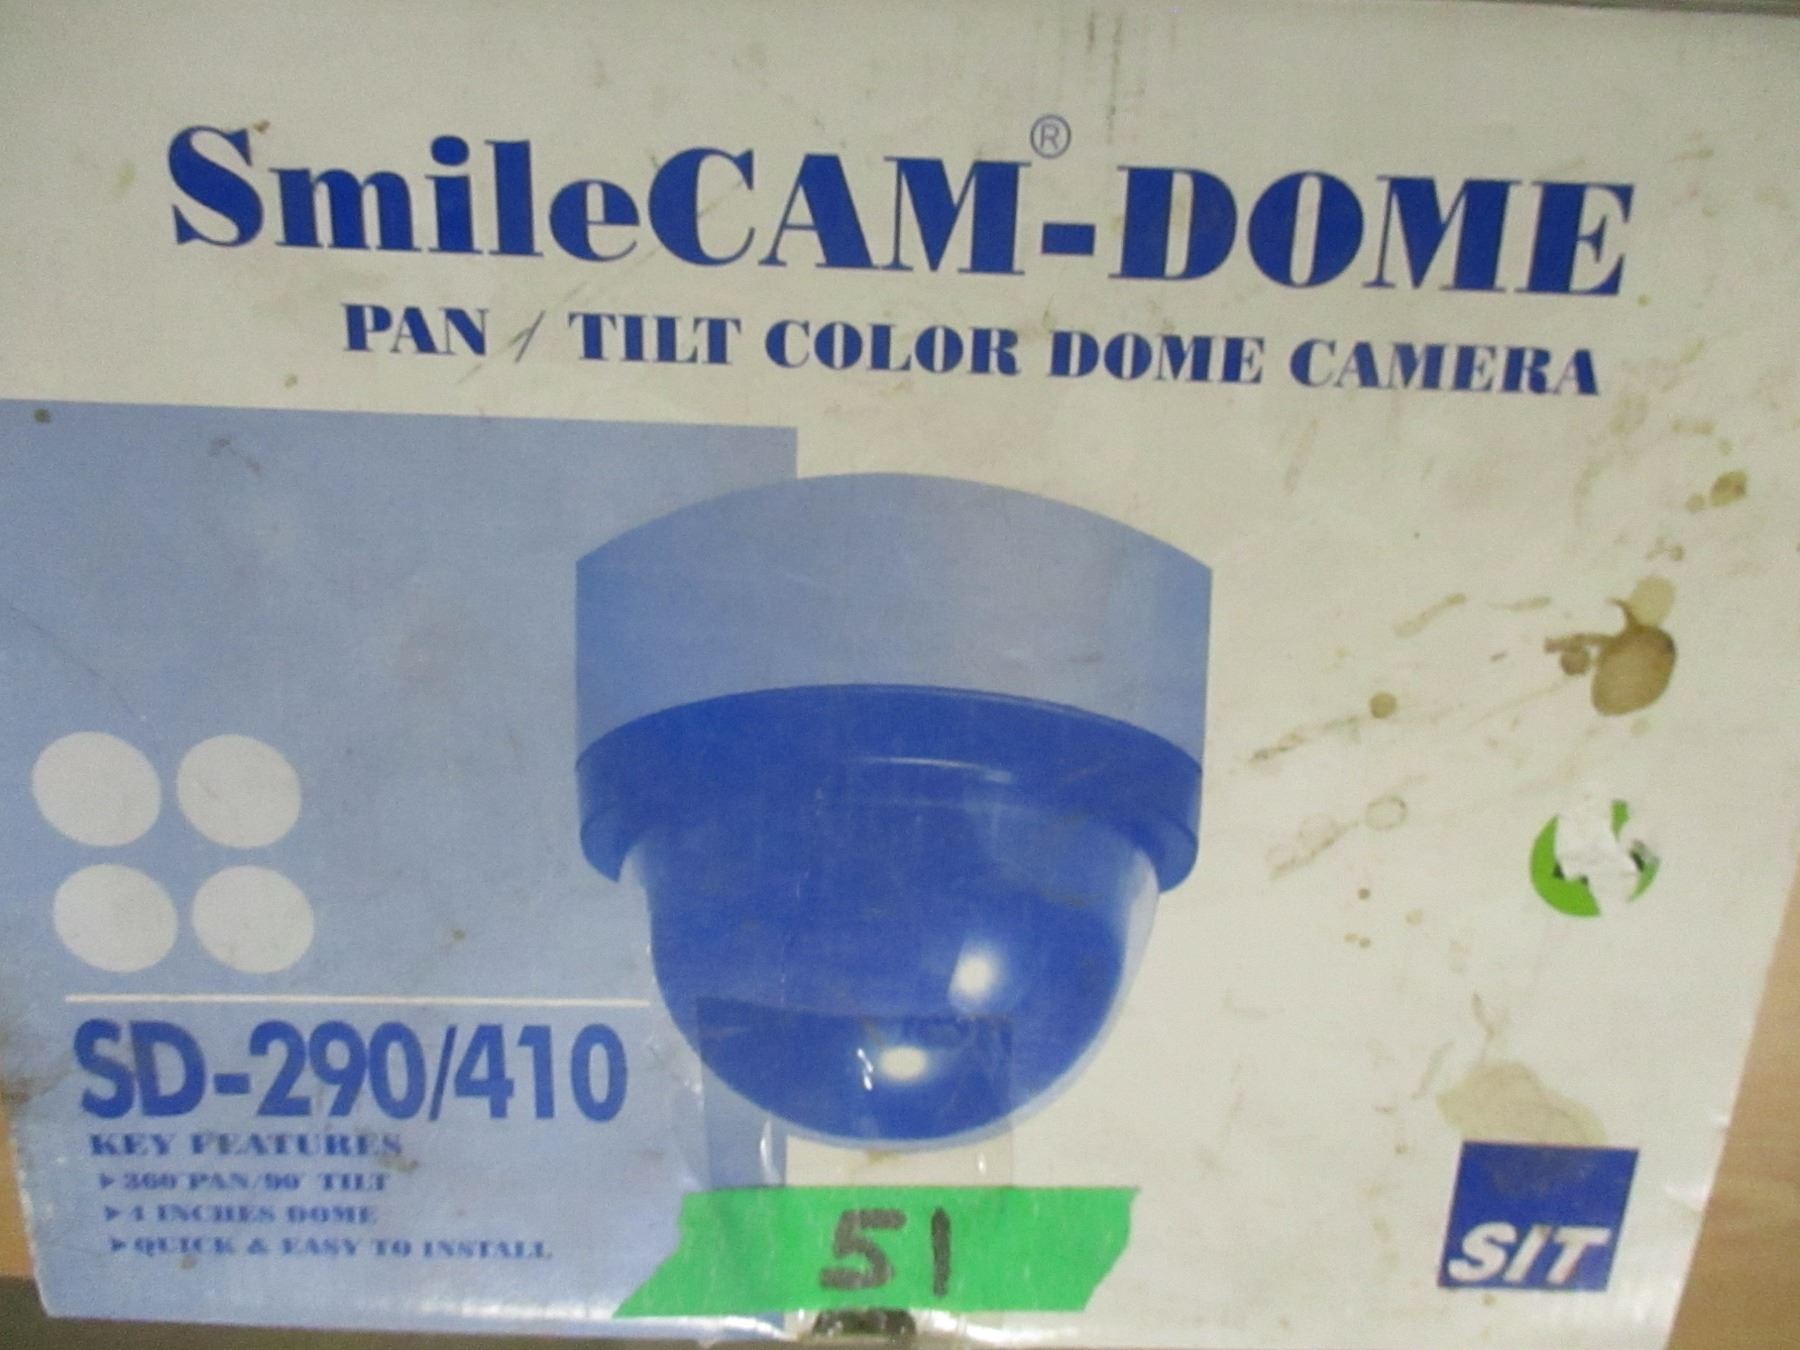 SmileCAM®-DOME
PAN / TILT COLOR DOME CAMERA
SD-290/410
KEY FEATURES
▸ 360° PAN/90° TILT
▸ 4 INCHES DOME
▸ QUICK & EASY TO INSTALL
51
SIT